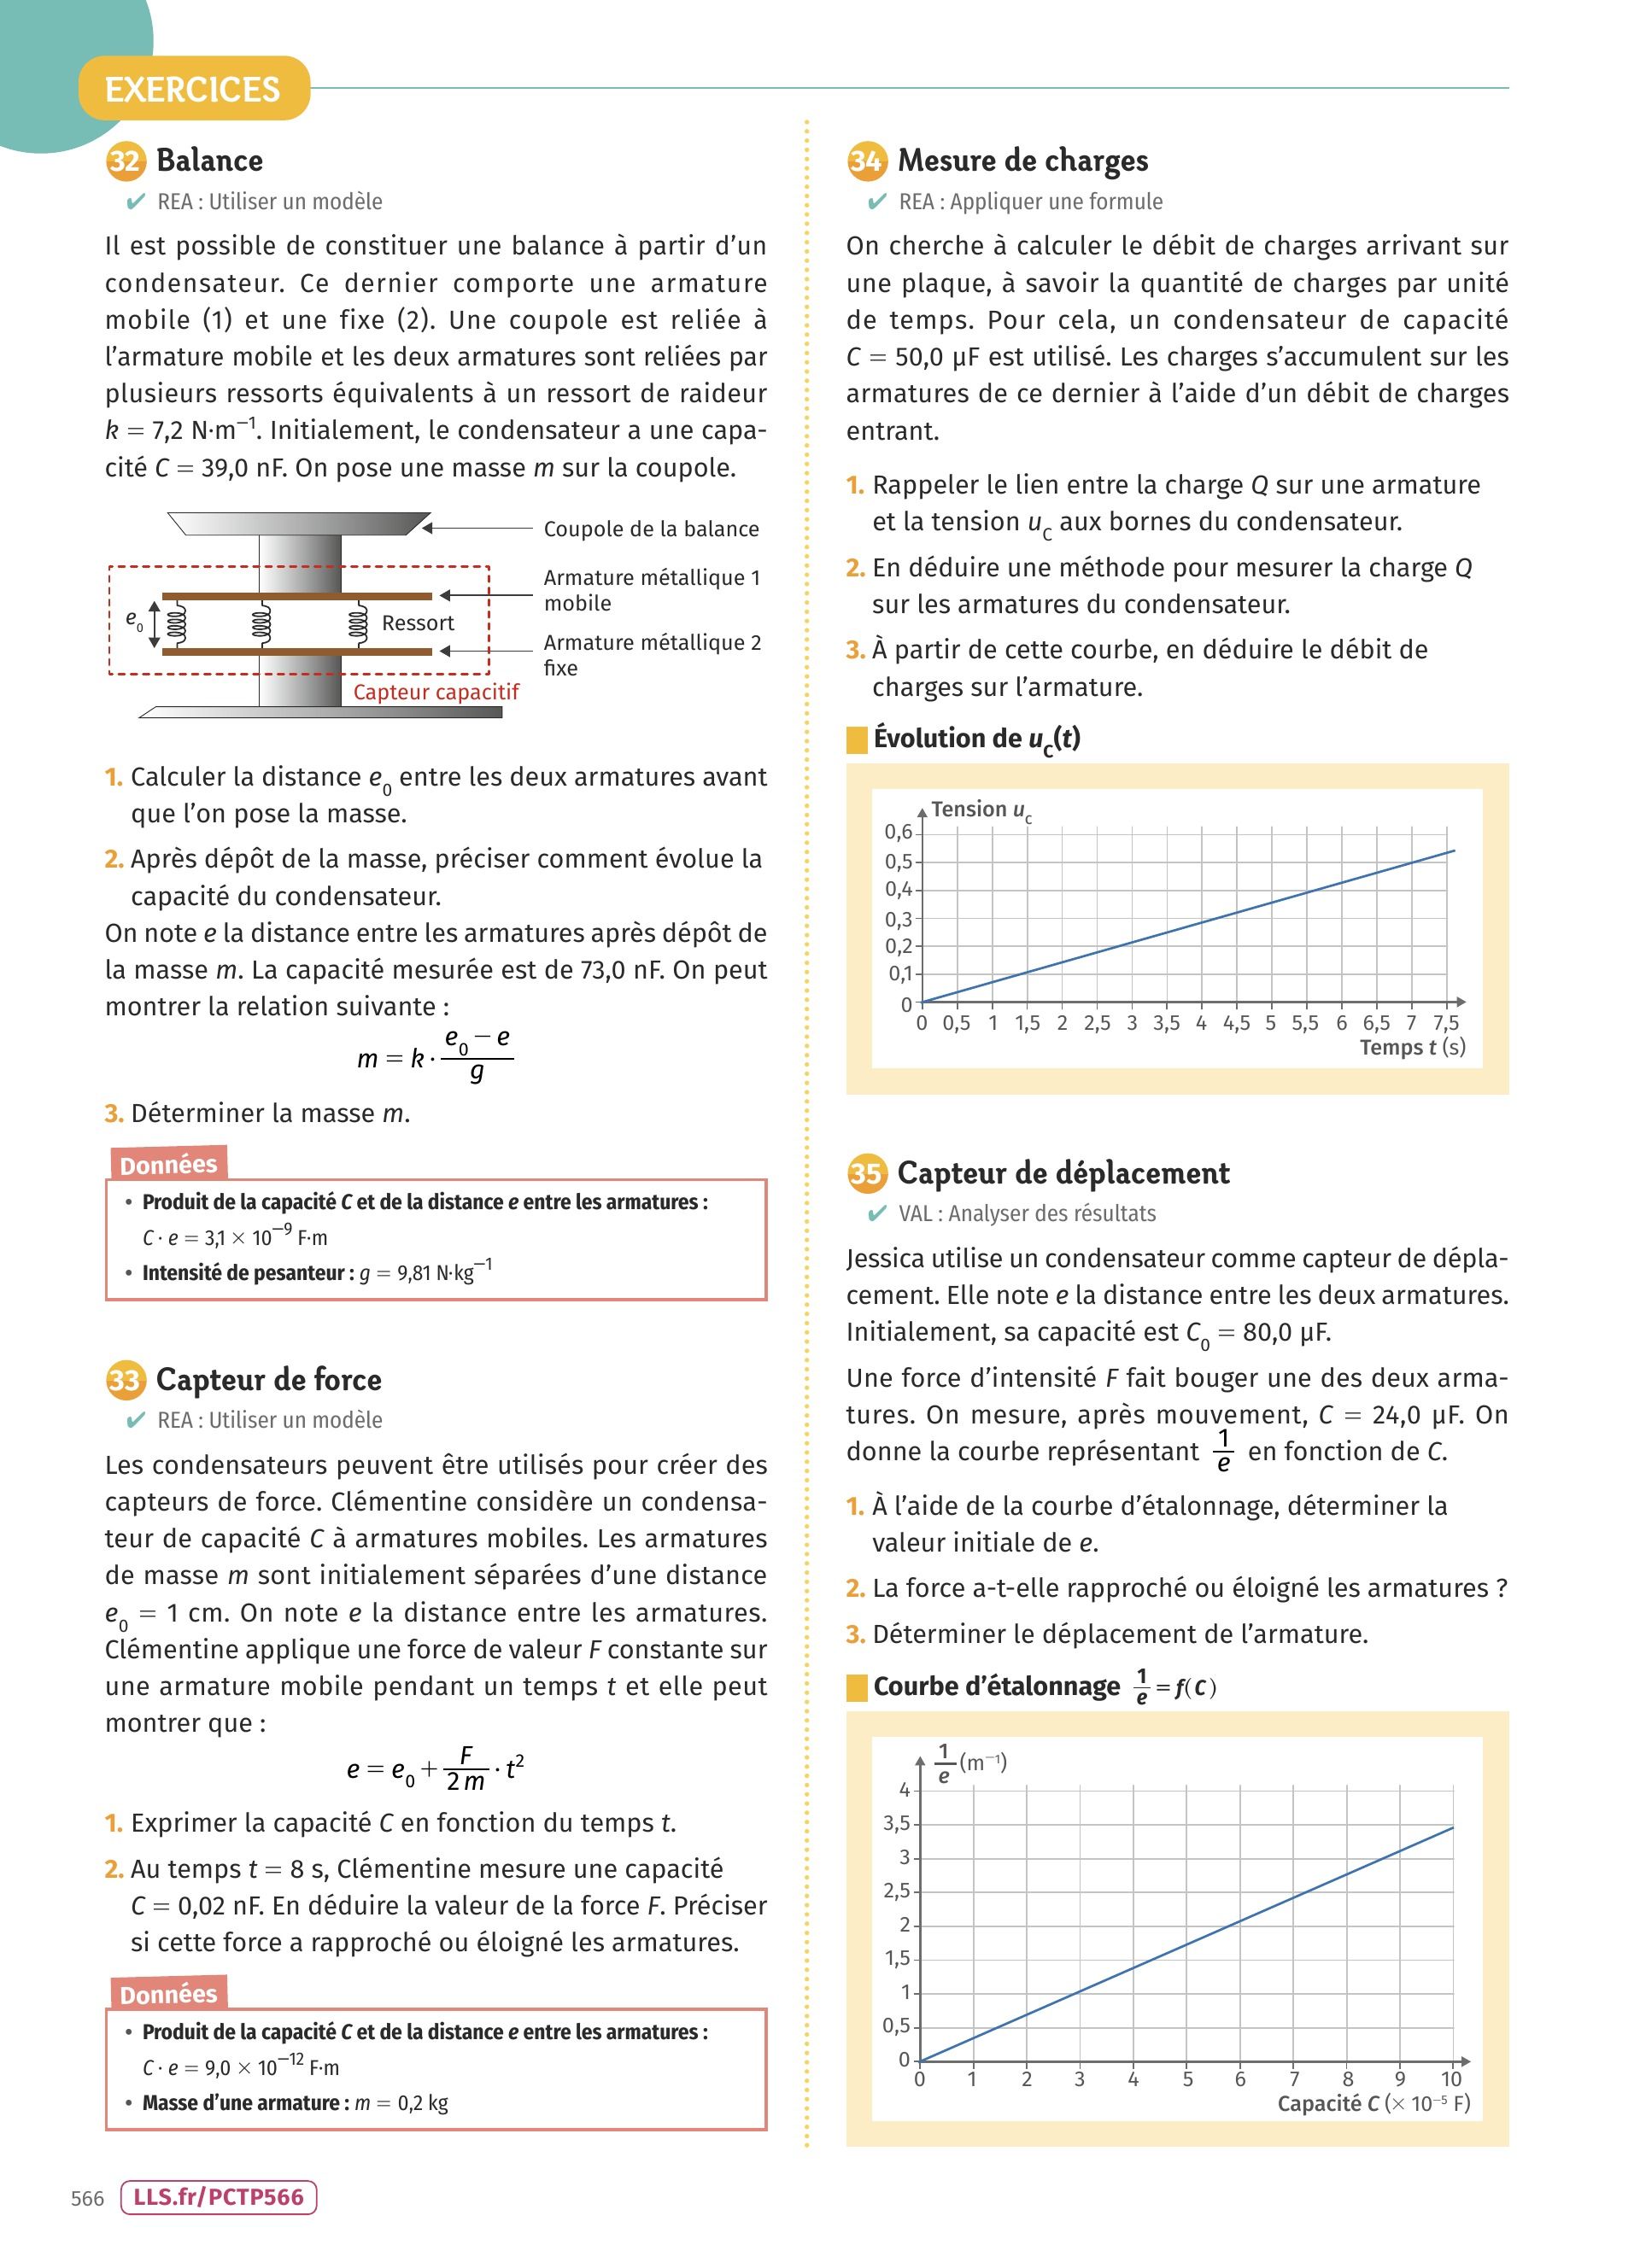 EXERCICES
32 Balance
✔ REA : Utiliser un modèle
Il est possible de constituer une balance à partir d’un
condensateur. Ce dernier comporte une armature
mobile (1) et une fixe (2). Une coupole est reliée à
l’armature mobile et les deux armatures sont reliées par
plusieurs ressorts équivalents à un ressort de raideur
k = 7,2 N·m⁻¹. Initialement, le condensateur a une capa-
cité C = 39,0 nF. On pose une masse m sur la coupole.
Coupole de la balance
Armature métallique 1
mobile
e₀
Ressort
Armature métallique 2
fixe
Capteur capacitif
1. Calculer la distance e₀ entre les deux armatures avant
que l’on pose la masse.
2. Après dépôt de la masse, préciser comment évolue la
capacité du condensateur.
On note e la distance entre les armatures après dépôt de
la masse m. La capacité mesurée est de 73,0 nF. On peut
montrer la relation suivante :
m = k · (e₀ − e)/g
3. Déterminer la masse m.
Données
• Produit de la capacité C et de la distance e entre les armatures :
C · e = 3,1 × 10⁻⁹ F·m
• Intensité de pesanteur : g = 9,81 N·kg⁻¹
33 Capteur de force
✔ REA : Utiliser un modèle
Les condensateurs peuvent être utilisés pour créer des
capteurs de force. Clémentine considère un condensa-
teur de capacité C à armatures mobiles. Les armatures
de masse m sont initialement séparées d’une distance
e₀ = 1 cm. On note e la distance entre les armatures.
Clémentine applique une force de valeur F constante sur
une armature mobile pendant un temps t et elle peut
montrer que :
e = e₀ + F/2m · t²
1. Exprimer la capacité C en fonction du temps t.
2. Au temps t = 8 s, Clémentine mesure une capacité
C = 0,02 nF. En déduire la valeur de la force F. Préciser
si cette force a rapproché ou éloigné les armatures.
Données
• Produit de la capacité C et de la distance e entre les armatures :
C · e = 9,0 × 10⁻¹² F·m
• Masse d’une armature : m = 0,2 kg
34 Mesure de charges
✔ REA : Appliquer une formule
On cherche à calculer le débit de charges arrivant sur
une plaque, à savoir la quantité de charges par unité
de temps. Pour cela, un condensateur de capacité
C = 50,0 µF est utilisé. Les charges s’accumulent sur les
armatures de ce dernier à l’aide d’un débit de charges
entrant.
1. Rappeler le lien entre la charge Q sur une armature
et la tension u_C aux bornes du condensateur.
2. En déduire une méthode pour mesurer la charge Q
sur les armatures du condensateur.
3. À partir de cette courbe, en déduire le débit de
charges sur l’armature.
Évolution de u_C(t)
Tension u_C
0,6
0,5
0,4
0,3
0,2
0,1
0
0 0,5 1 1,5 2 2,5 3 3,5 4 4,5 5 5,5 6 6,5 7 7,5
Temps t (s)
35 Capteur de déplacement
✔ VAL : Analyser des résultats
Jessica utilise un condensateur comme capteur de dépla-
cement. Elle note e la distance entre les deux armatures.
Initialement, sa capacité est C₀ = 80,0 µF.
Une force d’intensité F fait bouger une des deux arma-
tures. On mesure, après mouvement, C = 24,0 µF. On
donne la courbe représentant 1/e en fonction de C.
1. À l’aide de la courbe d’étalonnage, déterminer la
valeur initiale de e.
2. La force a-t-elle rapproché ou éloigné les armatures ?
3. Déterminer le déplacement de l’armature.
Courbe d’étalonnage 1/e = f(C)
1/e (m⁻¹)
4
3,5
3
2,5
2
1,5
1
0,5
0
0 1 2 3 4 5 6 7 8 9 10
Capacité C (× 10⁻⁵ F)
566 LLS.fr/PCTP566